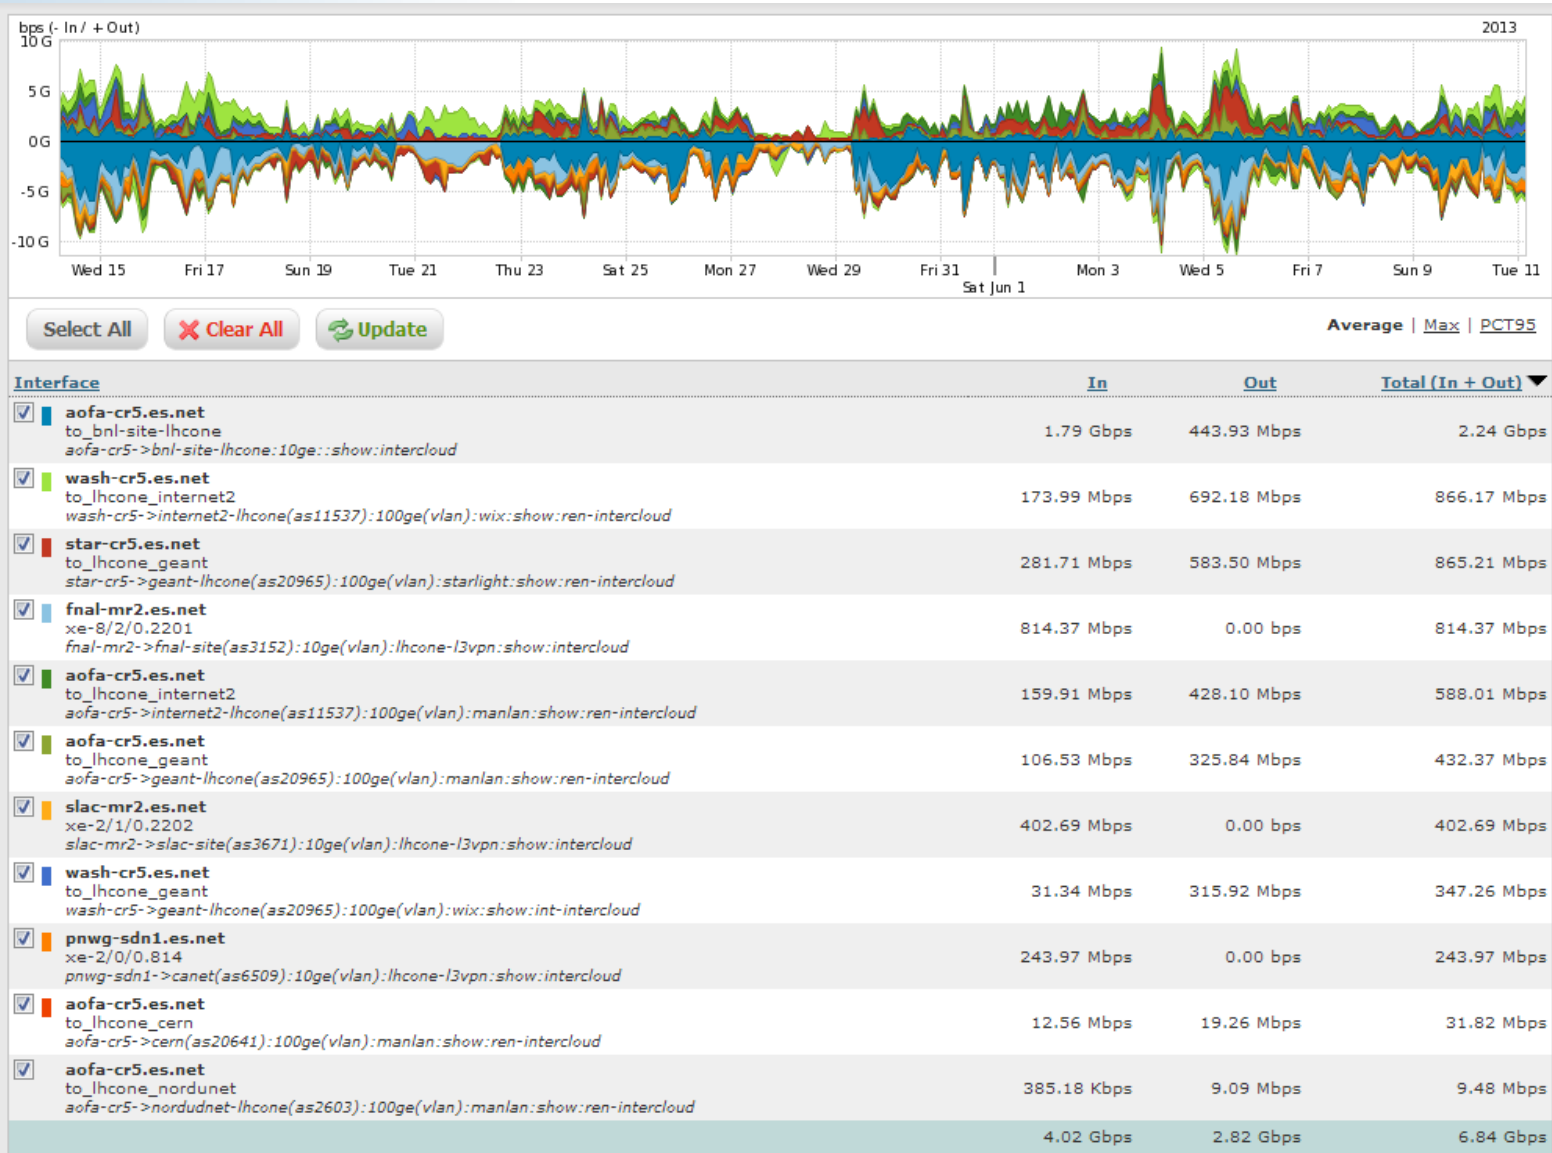 bps (- In / + Out) 2013
10 G
5 G
0 G
-5 G
-10 G
Wed 15 Fri 17 Sun 19 Tue 21 Thu 23 Sat 25 Mon 27 Wed 29 Fri 31 Mon 3 Wed 5 Fri 7 Sun 9 Tue 11
Sat Jun 1
Select All Clear All Update Average | Max | PCT95
Interface In Out Total (In + Out)
aofa-cr5.es.net
to_bnl-site-lhcone 1.79 Gbps 443.93 Mbps 2.24 Gbps
aofa-cr5->bnl-site-lhcone:10ge::show:intercloud
wash-cr5.es.net
to_lhcone_internet2 173.99 Mbps 692.18 Mbps 866.17 Mbps
wash-cr5->internet2-lhcone(as11537):100ge(vlan):wix:show:ren-intercloud
star-cr5.es.net
to_lhcone_geant 281.71 Mbps 583.50 Mbps 865.21 Mbps
star-cr5->geant-lhcone(as20965):100ge(vlan):starlight:show:ren-intercloud
fnal-mr2.es.net
xe-8/2/0.2201 814.37 Mbps 0.00 bps 814.37 Mbps
fnal-mr2->fnal-site(as3152):10ge(vlan):lhcone-l3vpn:show:intercloud
aofa-cr5.es.net
to_lhcone_internet2 159.91 Mbps 428.10 Mbps 588.01 Mbps
aofa-cr5->internet2-lhcone(as11537):100ge(vlan):manlan:show:ren-intercloud
aofa-cr5.es.net
to_lhcone_geant 106.53 Mbps 325.84 Mbps 432.37 Mbps
aofa-cr5->geant-lhcone(as20965):100ge(vlan):manlan:show:ren-intercloud
slac-mr2.es.net
xe-2/1/0.2202 402.69 Mbps 0.00 bps 402.69 Mbps
slac-mr2->slac-site(as3671):10ge(vlan):lhcone-l3vpn:show:intercloud
wash-cr5.es.net
to_lhcone_geant 31.34 Mbps 315.92 Mbps 347.26 Mbps
wash-cr5->geant-lhcone(as20965):100ge(vlan):wix:show:int-intercloud
pnwg-sdn1.es.net
xe-2/0/0.814 243.97 Mbps 0.00 bps 243.97 Mbps
pnwg-sdn1->canet(as6509):10ge(vlan):lhcone-l3vpn:show:intercloud
aofa-cr5.es.net
to_lhcone_cern 12.56 Mbps 19.26 Mbps 31.82 Mbps
aofa-cr5->cern(as20641):100ge(vlan):manlan:show:ren-intercloud
aofa-cr5.es.net
to_lhcone_nordunet 385.18 Kbps 9.09 Mbps 9.48 Mbps
aofa-cr5->nordudnet-lhcone(as2603):100ge(vlan):manlan:show:ren-intercloud
4.02 Gbps 2.82 Gbps 6.84 Gbps